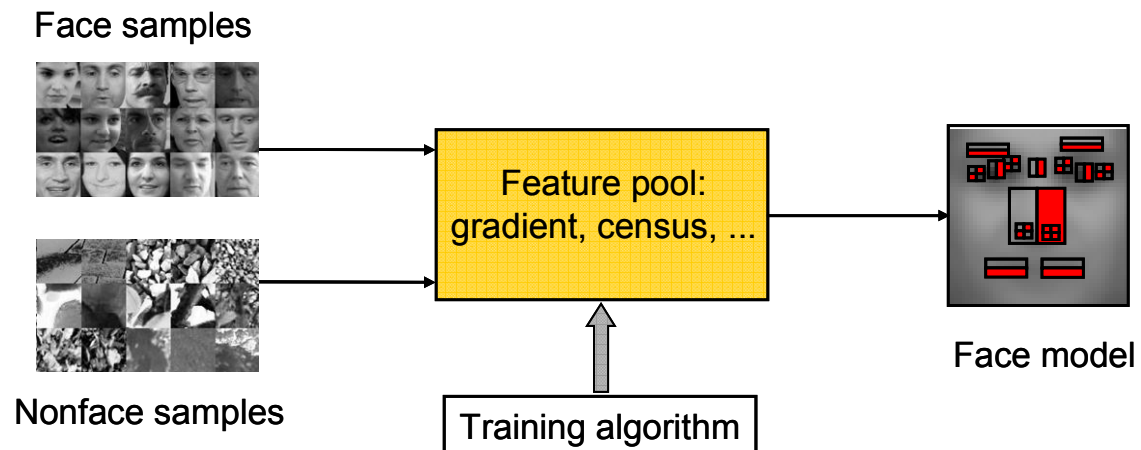 Face samples
Feature pool:
gradient, census, ...
Face model
Nonface samples
Training algorithm